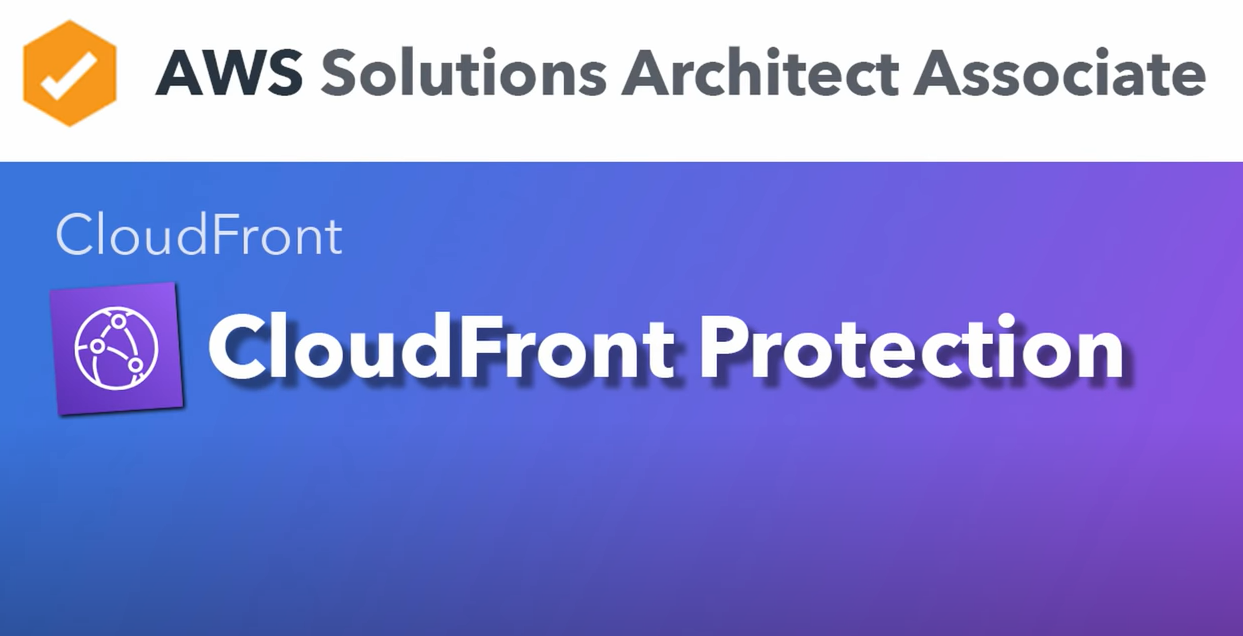 AWS Solutions Architect Associate
CloudFront
CloudFront Protection